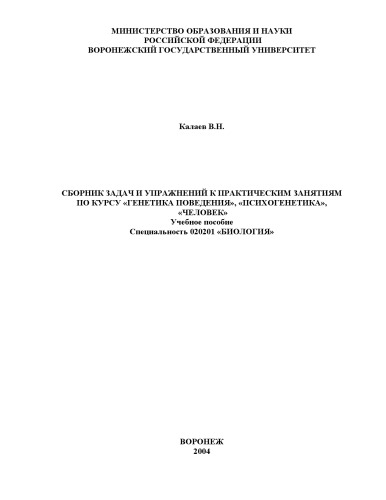 МИНИСТЕРСТВО ОБРАЗОВАНИЯ И НАУКИ
РОССИЙСКОЙ ФЕДЕРАЦИИ
ВОРОНЕЖСКИЙ ГОСУДАРСТВЕННЫЙ УНИВЕРСИТЕТ
Калаев В.Н.
СБОРНИК ЗАДАЧ И УПРАЖНЕНИЙ К ПРАКТИЧЕСКИМ ЗАНЯТИЯМ
ПО КУРСУ «ГЕНЕТИКА ПОВЕДЕНИЯ», «ПСИХОГЕНЕТИКА»,
«ЧЕЛОВЕК»
Учебное пособие
Специальность 020201 «БИОЛОГИЯ»
ВОРОНЕЖ
2004